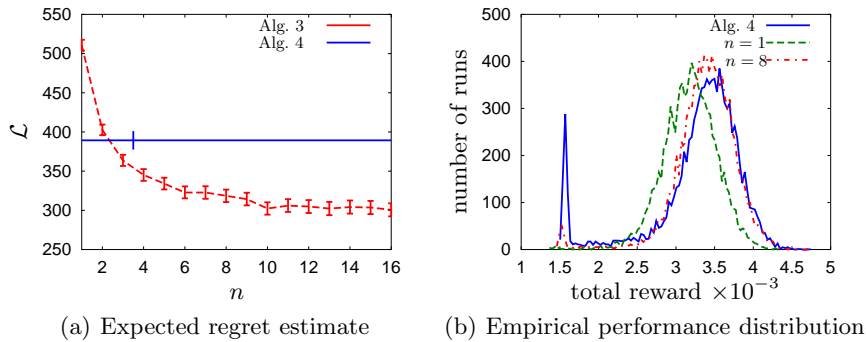 550
500
450
400
350
300
250
2 4 6 8 10 12 14 16
ℒ
n
Alg. 3
Alg. 4
(a) Expected regret estimate
500
400
300
200
100
0
1 1.5 2 2.5 3 3.5 4 4.5 5
number of runs
total reward ×10⁻³
Alg. 4
n = 1
n = 8
(b) Empirical performance distribution